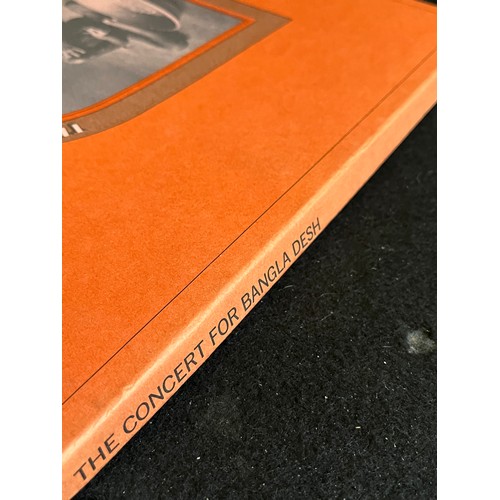 THE CONCERT FOR BANGLA DESH